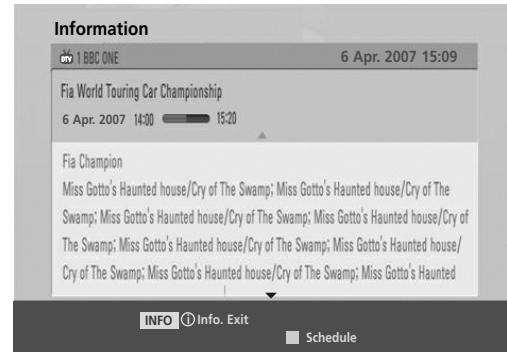 Information
DTV 1 BBC ONE 6 Apr. 2007 15:09
Fia World Touring Car Championship
6 Apr. 2007 14:00 15:20
Fia Champion
Miss Gotto's Haunted house/Cry of The Swamp; Miss Gotto's Haunted house/Cry of The
Swamp; Miss Gotto's Haunted house/Cry of The Swamp; Miss Gotto's Haunted house/Cry of
The Swamp; Miss Gotto's Haunted house/Cry of The Swamp; Miss Gotto's Haunted house/
Cry of The Swamp; Miss Gotto's Haunted house/Cry of The Swamp; Miss Gotto's Haunted
INFO i Info. Exit
Schedule